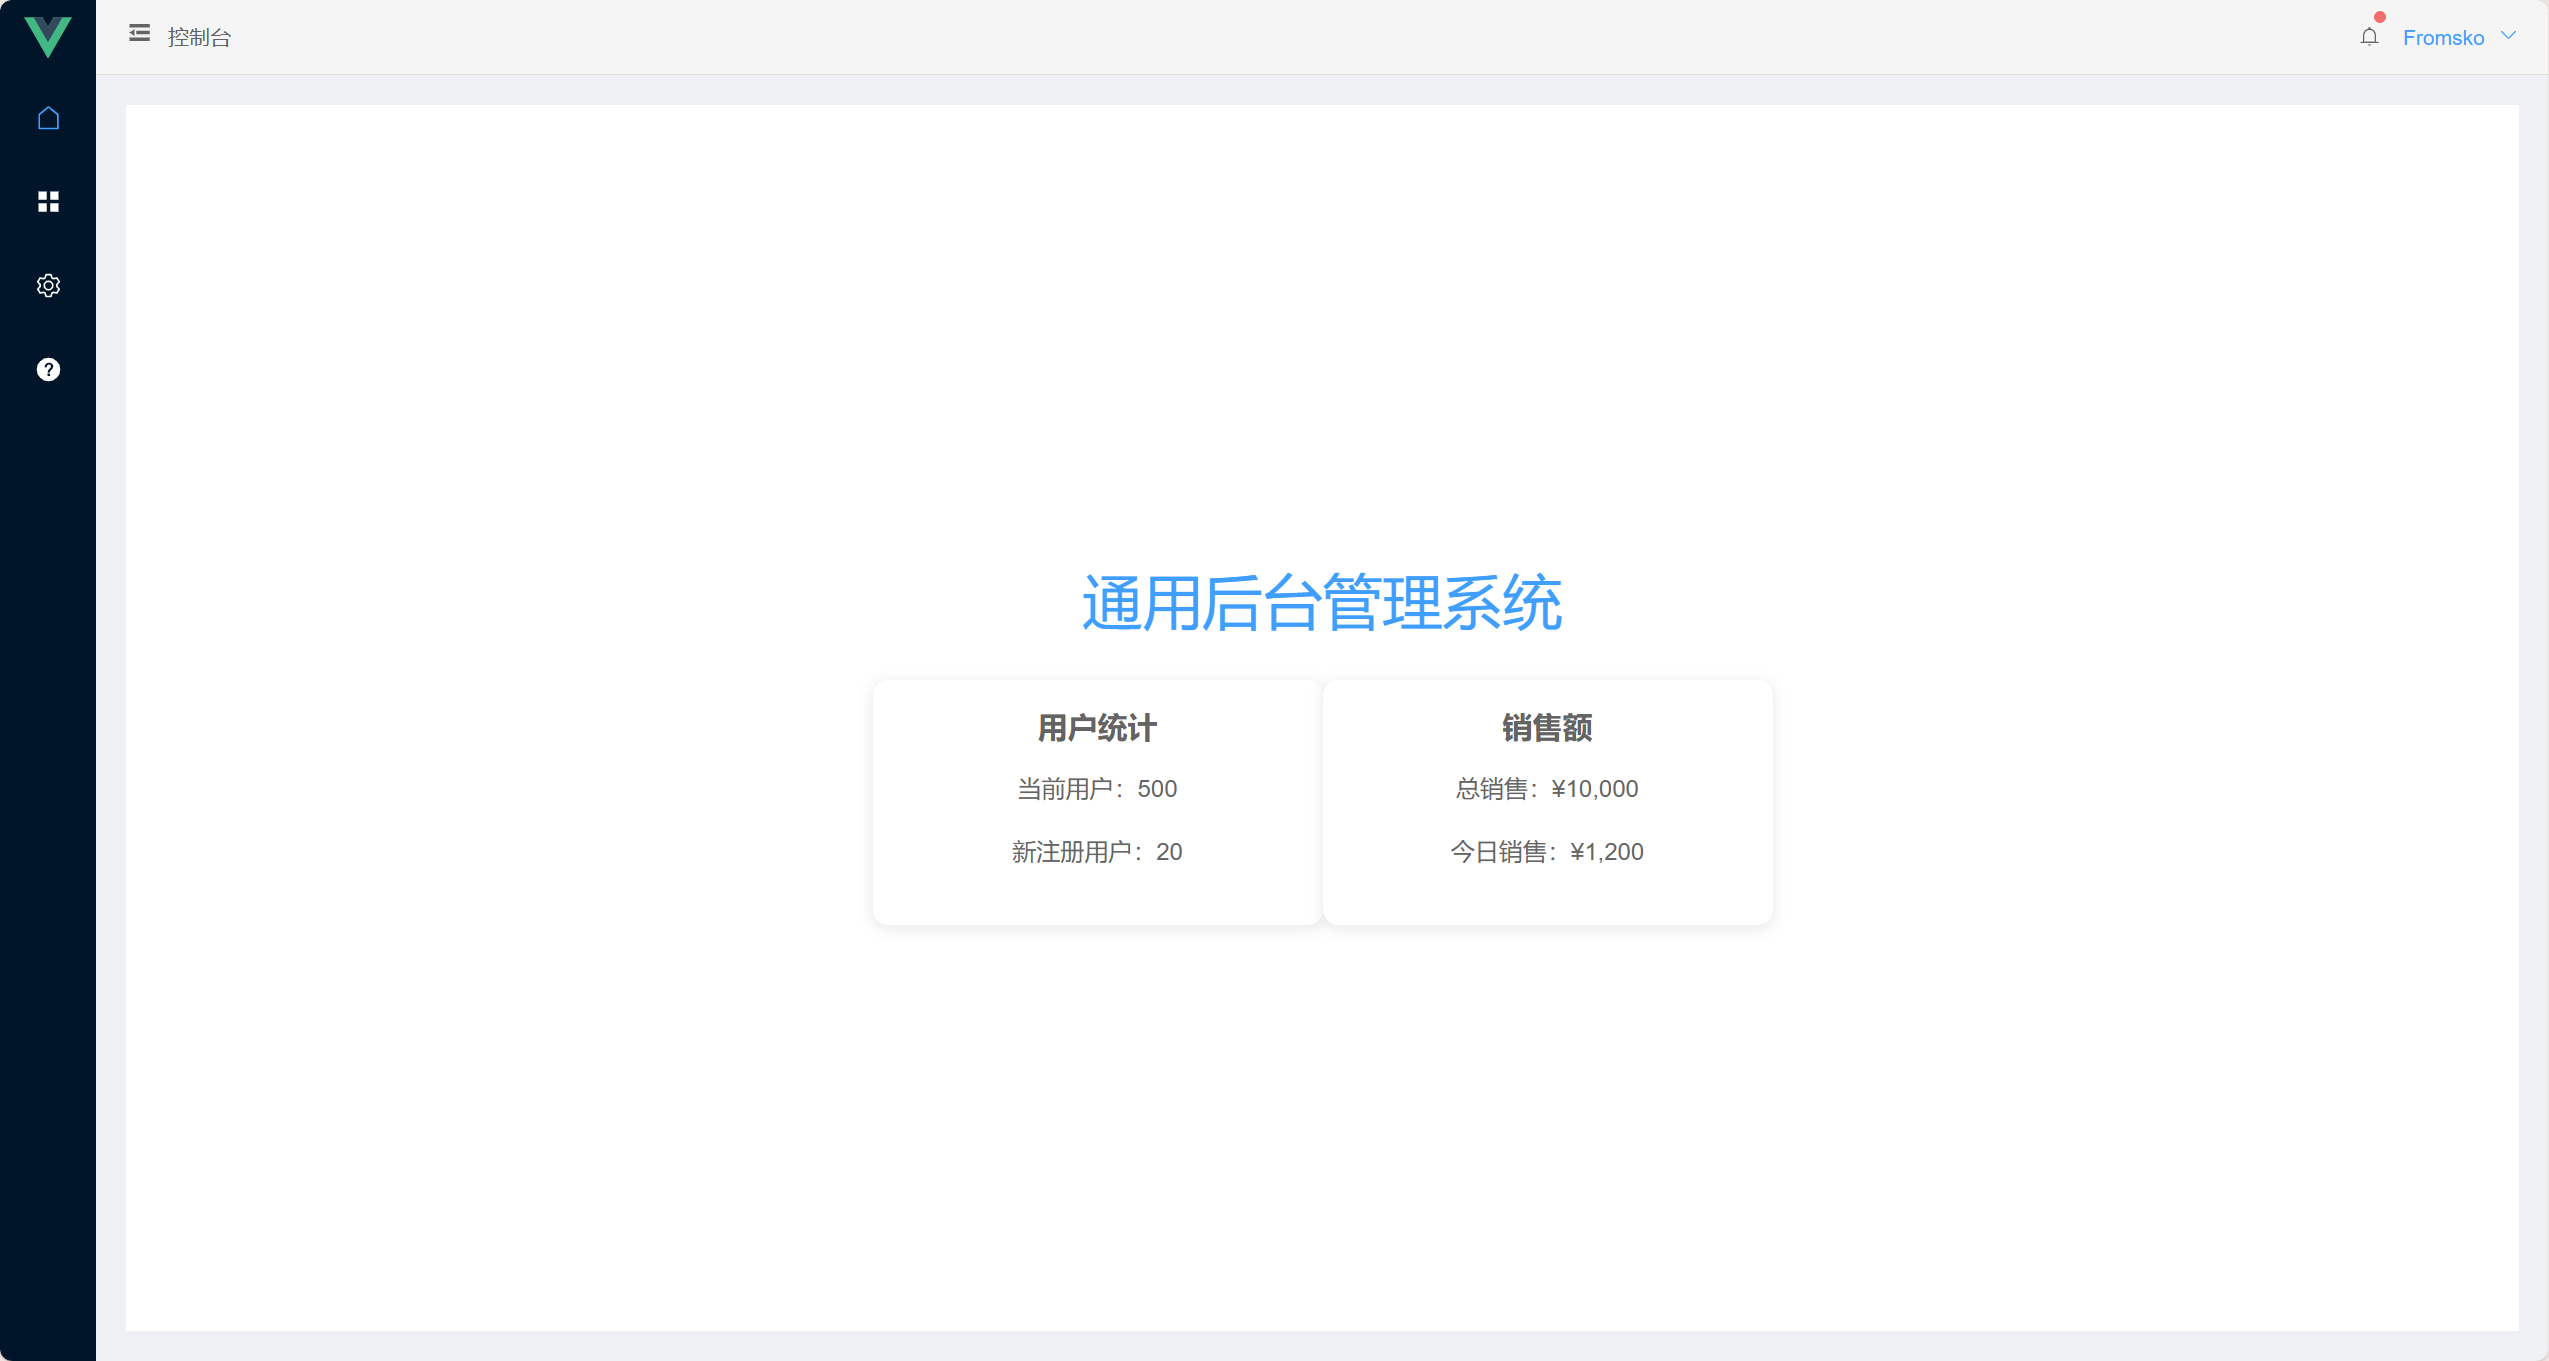 控制台
Fromsko
通用后台管理系统
用户统计
当前用户：500
新注册用户：20
销售额
总销售：¥10,000
今日销售：¥1,200